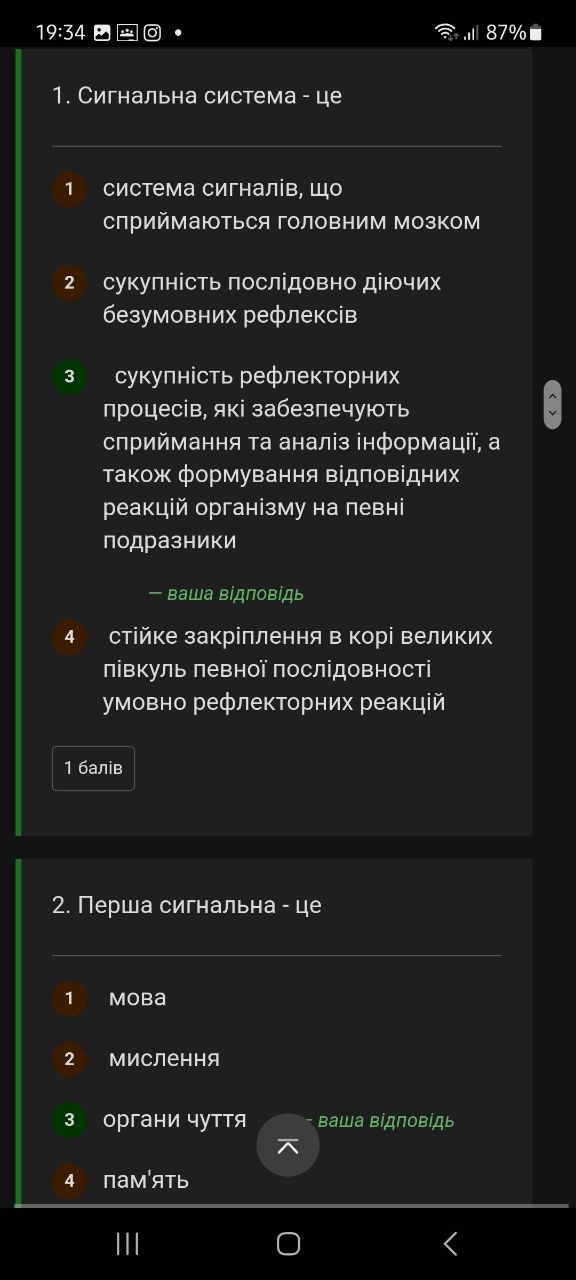 19:34
87%
1. Сигнальна система - це
1 система сигналів, що
сприймаються головним мозком
2 сукупність послідовно діючих
безумовних рефлексів
3 сукупність рефлекторних
процесів, які забезпечують
сприймання та аналіз інформації, а
також формування відповідних
реакцій організму на певні
подразники
— ваша відповідь
4 стійке закріплення в корі великих
півкуль певної послідовності
умовно рефлекторних реакцій
1 балів
2. Перша сигнальна - це
1 мова
2 мислення
3 органи чуття – ваша відповідь
4 пам'ять